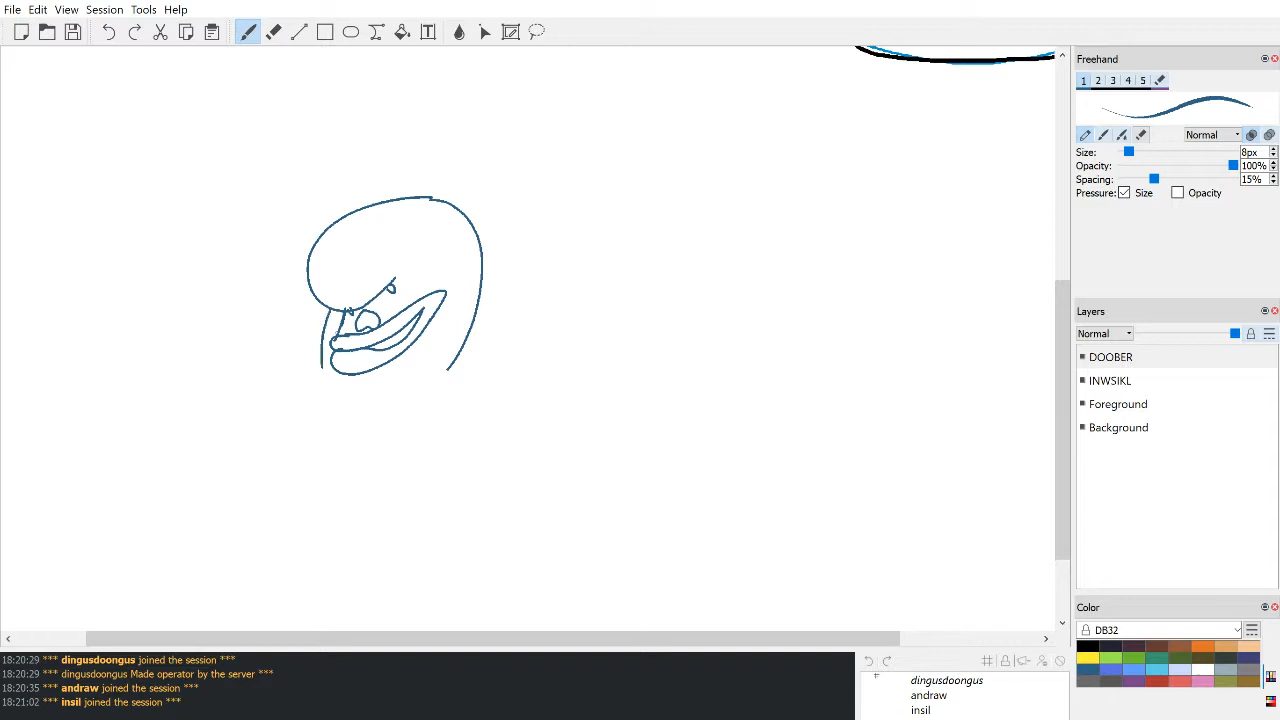 File Edit View Session Tools Help
Freehand
1 2 3 4 5
Normal
Size: 8px
Opacity: 100%
Spacing: 15%
Pressure: Size Opacity
Layers
Normal
DOOBER
INWSIKL
Foreground
Background
Color
DB32
18:20:29 *** dingusdoongus joined the session ***
18:20:29 *** dingusdoongus Made operator by the server ***
18:20:35 *** andraw joined the session ***
18:21:02 *** insil joined the session ***
dingusdoongus
andraw
insil